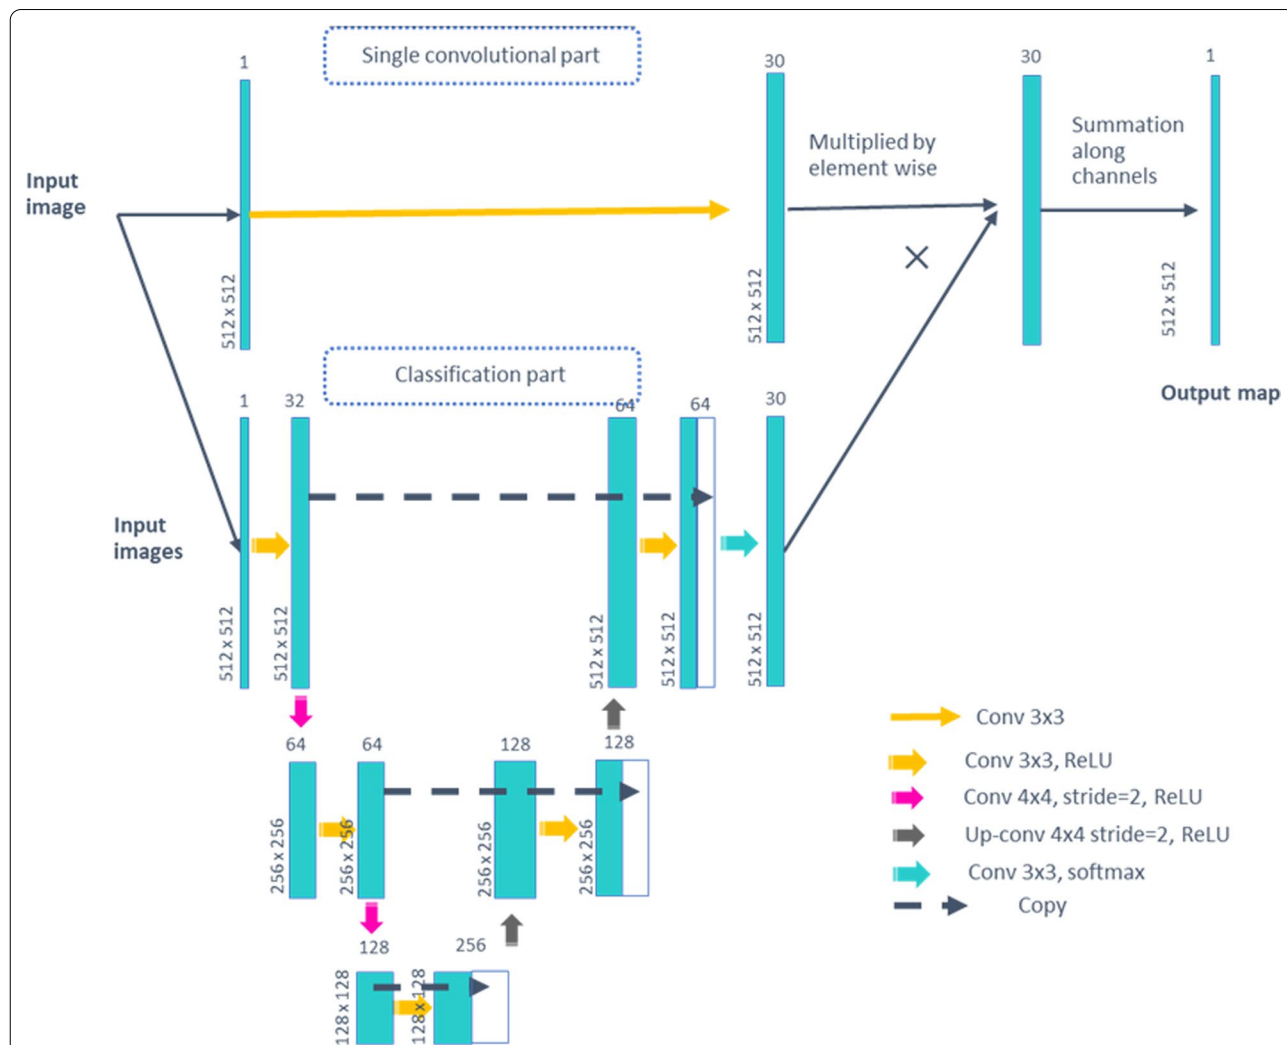 Single convolutional part
1
30
30
1
Multiplied by
element wise
Summation
along
channels
Input
image
512 x 512
512 x 512
512 x 512
Output map
Classification part
1
32
64
64
30
Input
images
512 x 512
512 x 512
512 x 512
512 x 512
512 x 512
64
64
128
128
256 x 256
256 x 256
256 x 256
256 x 256
128
256
128 x 128
128 x 128
Conv 3x3
Conv 3x3, ReLU
Conv 4x4, stride=2, ReLU
Up-conv 4x4 stride=2, ReLU
Conv 3x3, softmax
Copy